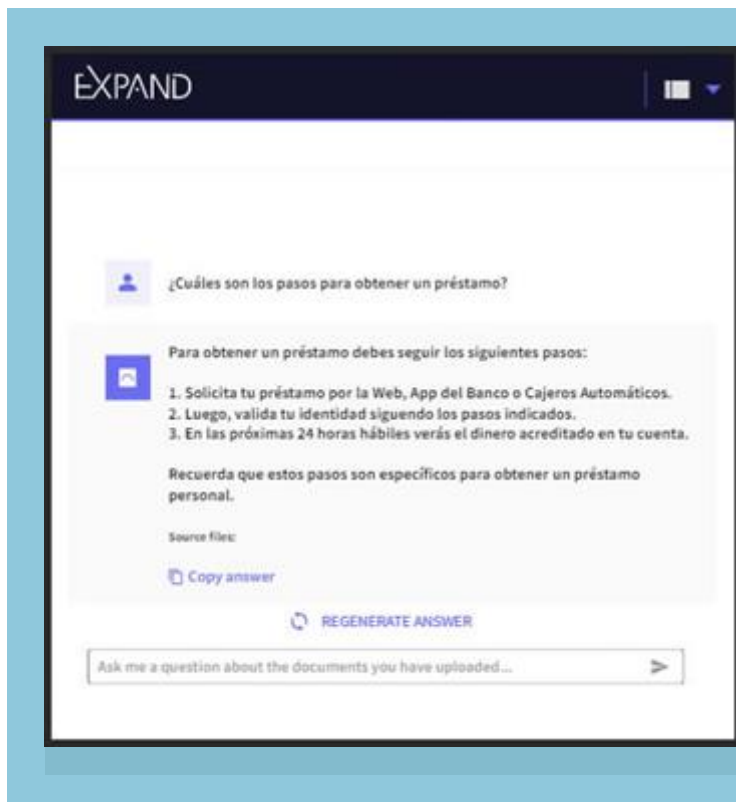 EXPAND
¿Cuáles son los pasos para obtener un préstamo?
Para obtener un préstamo debes seguir los siguientes pasos:
1. Solicita tu préstamo por la Web, App del Banco o Cajeros Automáticos.
2. Luego, valida tu identidad siguendo los pasos indicados.
3. En las próximas 24 horas hábiles verás el dinero acreditado en tu cuenta.
Recuerda que estos pasos son específicos para obtener un préstamo
personal.
Source files:
Copy answer
REGENERATE ANSWER
Ask me a question about the documents you have uploaded...